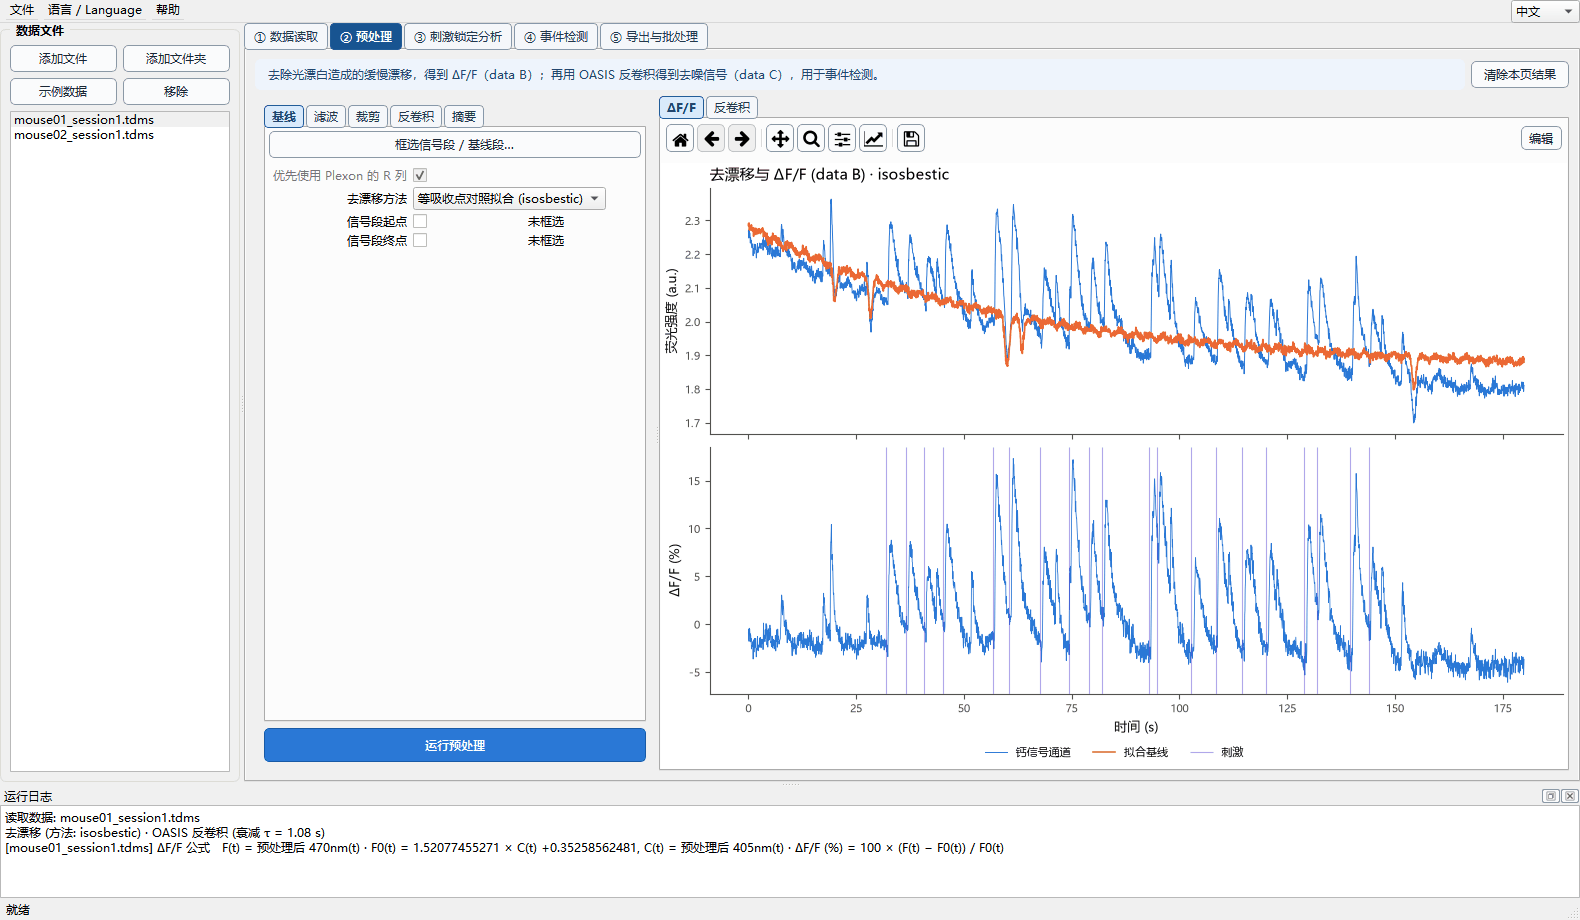 文件 语言 / Language 帮助
中文
数据文件
添加文件 添加文件夹
示例数据 移除
mouse01_session1.tdms
mouse02_session1.tdms
① 数据读取 ② 预处理 ③ 刺激锁定分析 ④ 事件检测 ⑤ 导出与批处理
去除光漂白造成的缓慢漂移，得到 ΔF/F（data B）；再用 OASIS 反卷积得到去噪信号（data C），用于事件检测。
清除本页结果
基线 滤波 裁剪 反卷积 摘要
框选信号段 / 基线段...
优先使用 Plexon 的 R 列
去漂移方法 等吸收点对照拟合 (isosbestic)
信号段起点 未框选
信号段终点 未框选
运行预处理
ΔF/F 反卷积
编辑
去漂移与 ΔF/F (data B) · isosbestic
荧光强度 (a.u.)
2.3
2.2
2.1
2.0
1.9
1.8
1.7
ΔF/F (%)
15
10
5
0
-5
0 25 50 75 100 125 150 175
时间 (s)
钙信号通道 拟合基线 刺激
运行日志
读取数据: mouse01_session1.tdms
去漂移 (方法: isosbestic) · OASIS 反卷积 (衰减 τ = 1.08 s)
[mouse01_session1.tdms] ΔF/F 公式 F(t) = 预处理后 470nm(t) · F0(t) = 1.52077455271 × C(t) +0.35258562481, C(t) = 预处理后 405nm(t) · ΔF/F (%) = 100 × (F(t) − F0(t)) / F0(t)
就绪